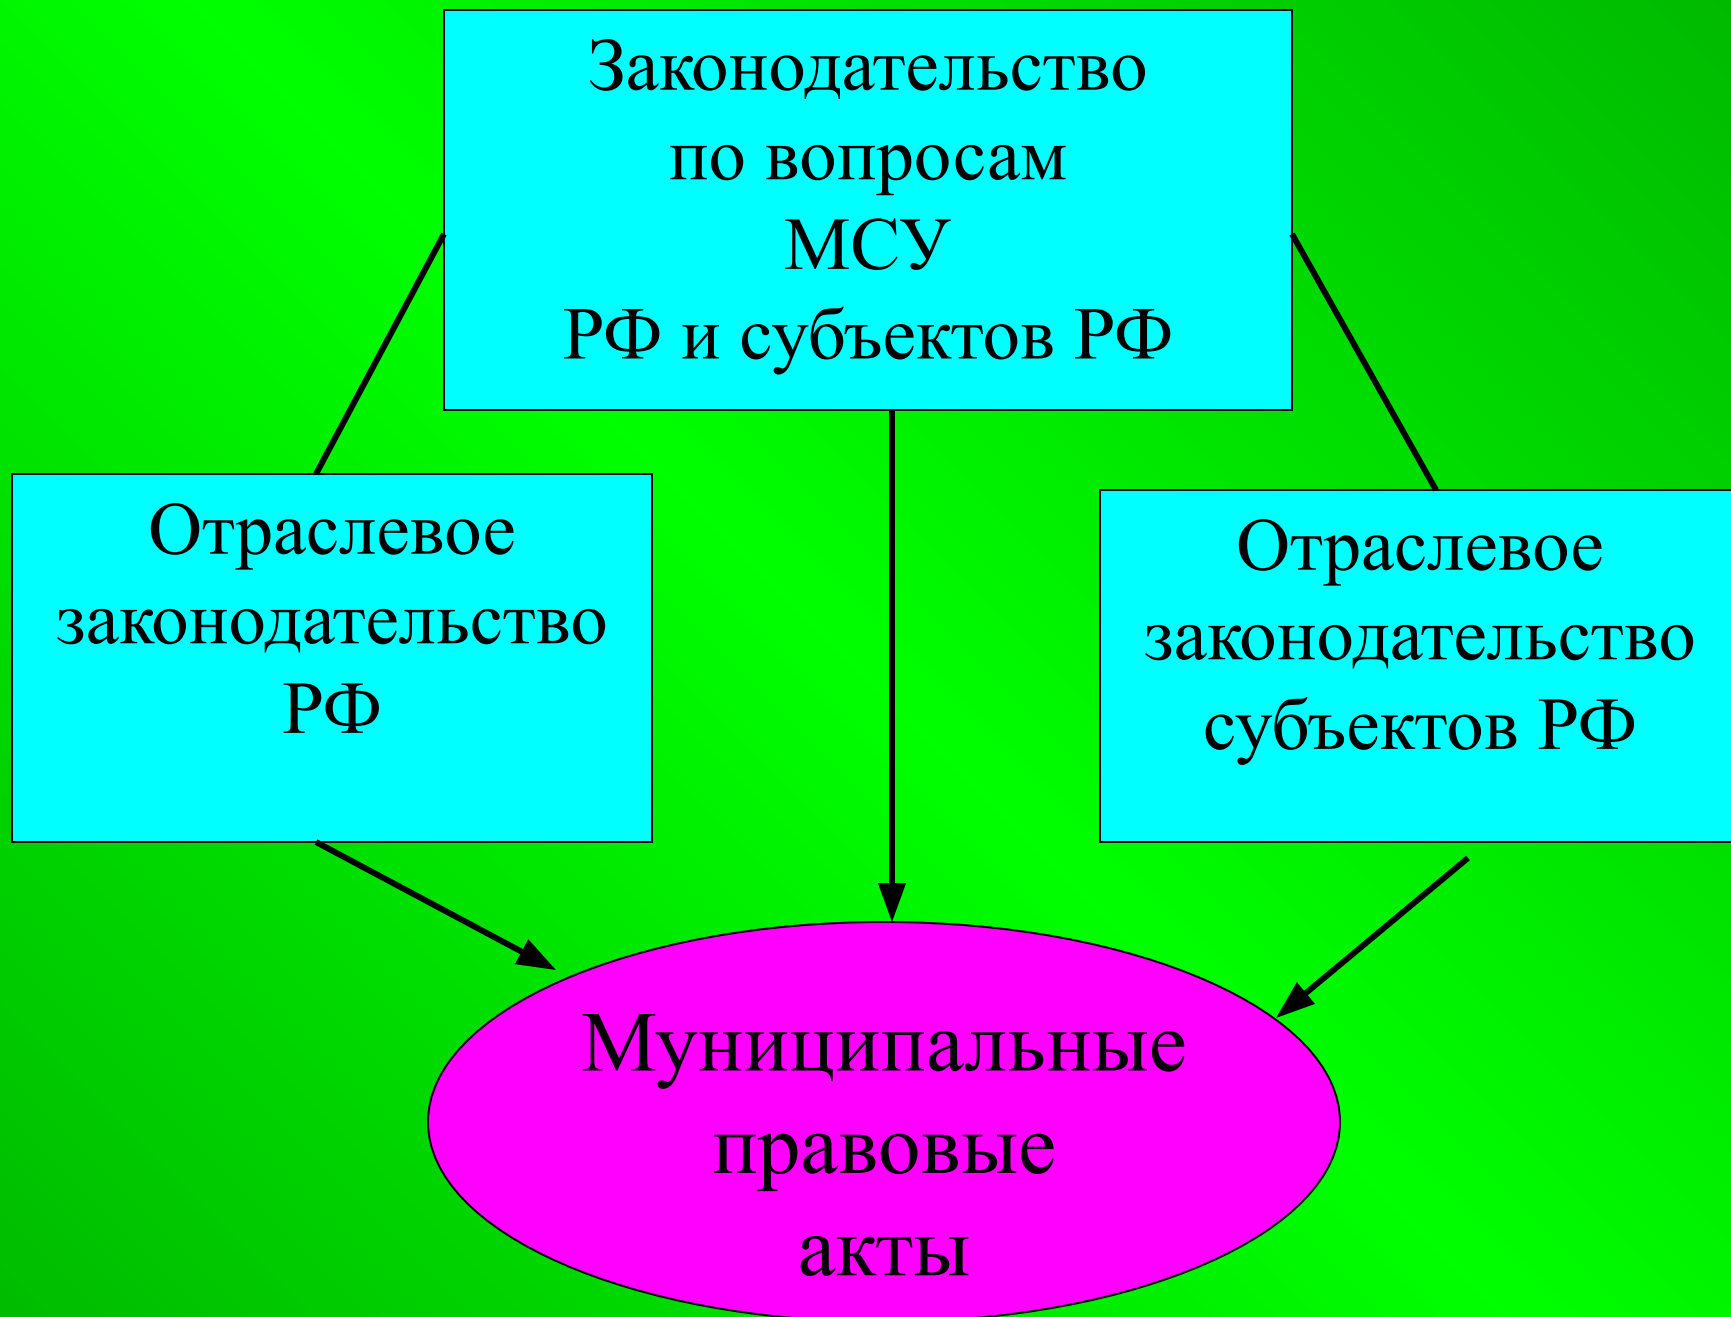 Законодательство
по вопросам
МСУ
РФ и субъектов РФ
Отраслевое
законодательство
РФ
Отраслевое
законодательство
субъектов РФ
Муниципальные
правовые
акты